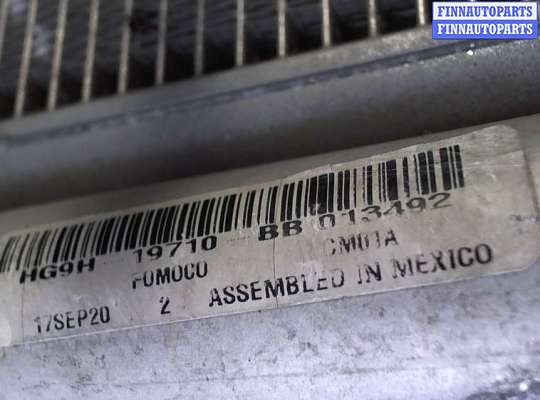 FINNAUTOPARTS
FINNAUTOPARTS
HG9H 19710 BB 013492
FOMOCO CM01A
17SEP20 2 ASSEMBLED IN MEXICO